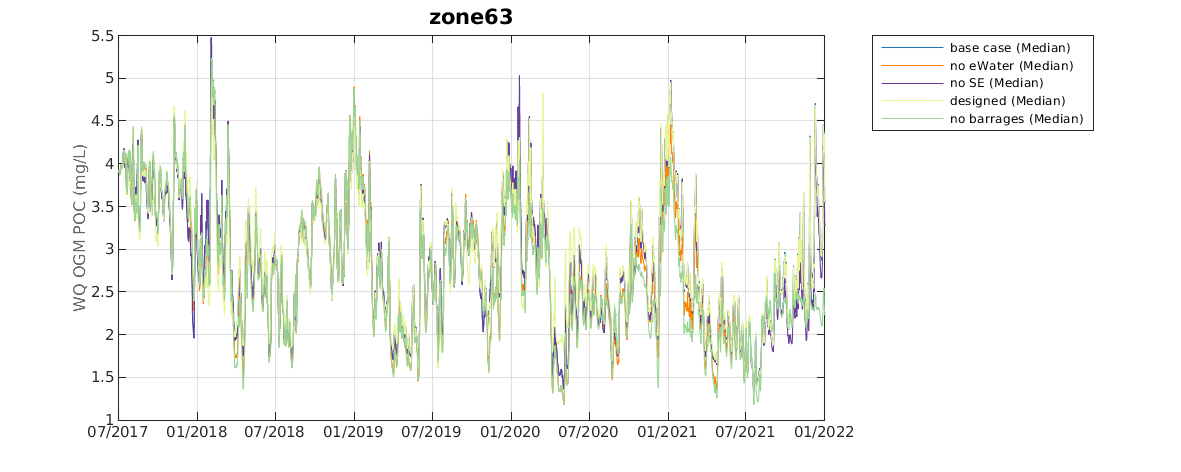 zone63
WQ OGM POC (mg/L)
5.5
5
4.5
4
3.5
3
2.5
2
1.5
1
07/2017 01/2018 07/2018 01/2019 07/2019 01/2020 07/2020 01/2021 07/2021 01/2022
base case (Median)
no eWater (Median)
no SE (Median)
designed (Median)
no barrages (Median)